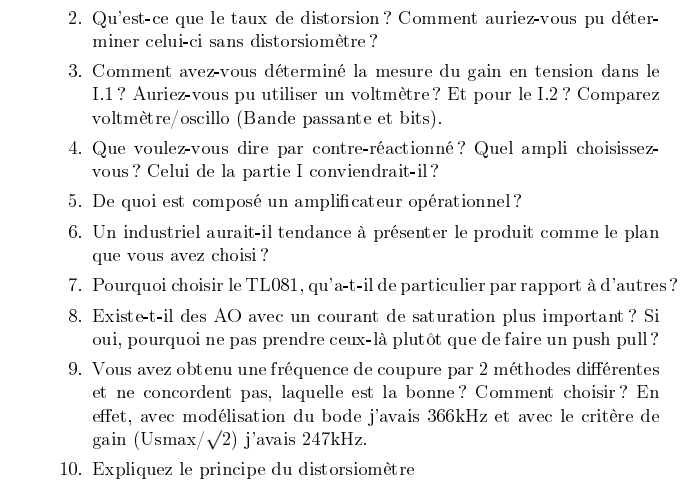 2. Qu'est-ce que le taux de distorsion ? Comment auriez-vous pu déter-
miner celui-ci sans distorsiomètre ?
3. Comment avez-vous déterminé la mesure du gain en tension dans le
I.1 ? Auriez-vous pu utiliser un voltmètre ? Et pour le I.2 ? Comparez
voltmètre/oscillo (Bande passante et bits).
4. Que voulez-vous dire par contre-réactionné ? Quel ampli choisissez-
vous ? Celui de la partie I conviendrait-il ?
5. De quoi est composé un amplificateur opérationnel ?
6. Un industriel aurait-il tendance à présenter le produit comme le plan
que vous avez choisi ?
7. Pourquoi choisir le TL081, qu'a-t-il de particulier par rapport à d'autres ?
8. Existe-t-il des AO avec un courant de saturation plus important ? Si
oui, pourquoi ne pas prendre ceux-là plutôt que de faire un push pull ?
9. Vous avez obtenu une fréquence de coupure par 2 méthodes différentes
et ne concordent pas, laquelle est la bonne ? Comment choisir ? En
effet, avec modélisation du bode j'avais 366kHz et avec le critère de
gain (Usmax/√2) j'avais 247kHz.
10. Expliquez le principe du distorsiomètre